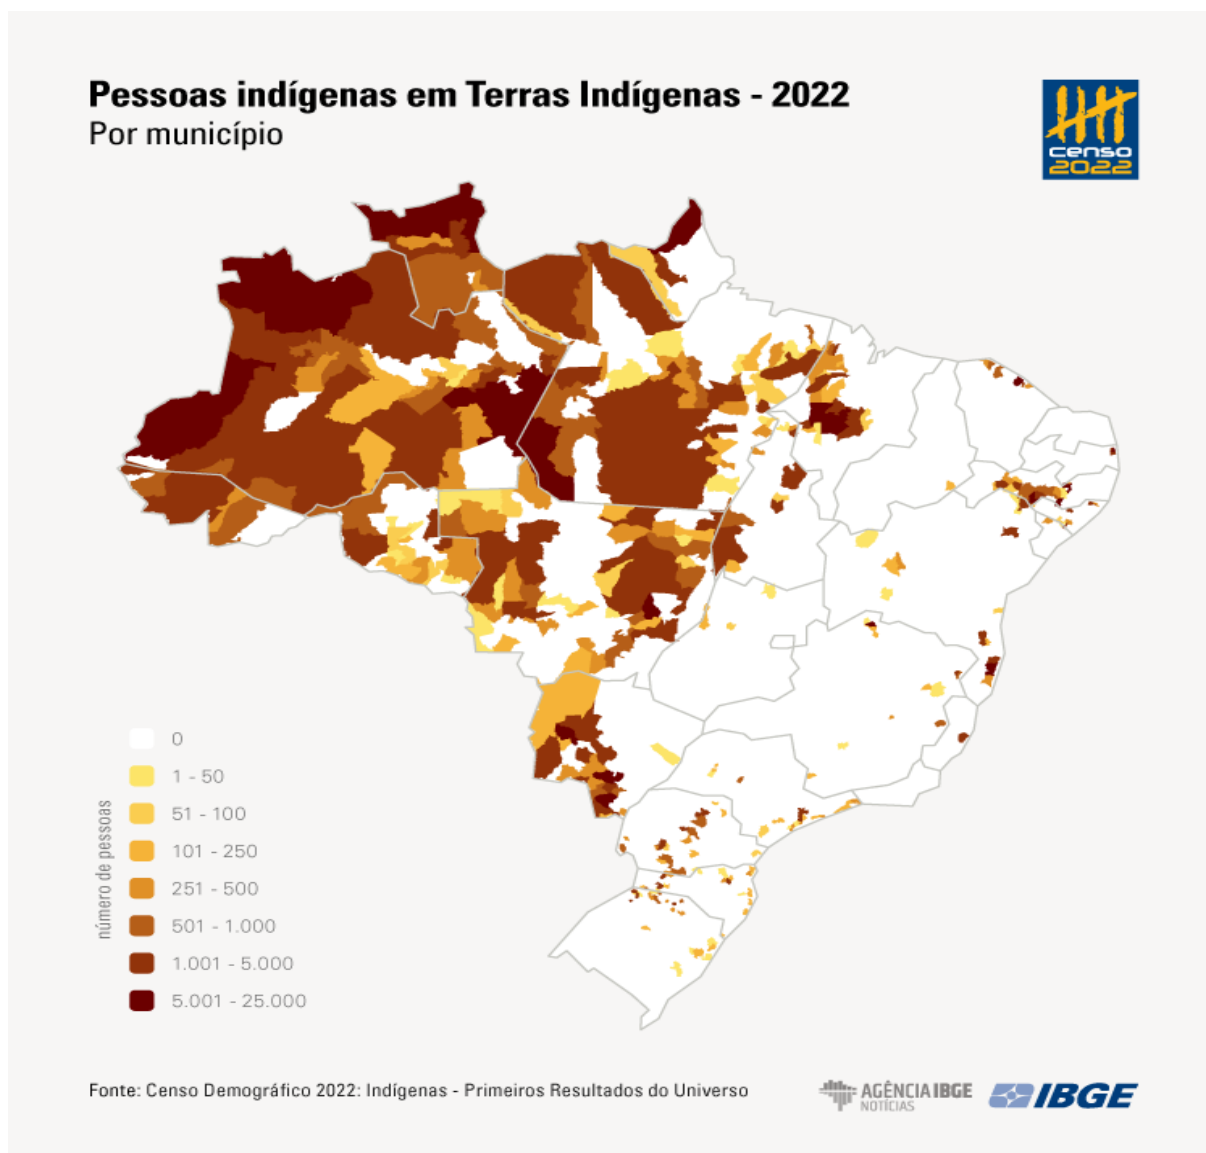 Pessoas indígenas em Terras Indígenas - 2022
Por município
censo
2022
número de pessoas
0
1 - 50
51 - 100
101 - 250
251 - 500
501 - 1.000
1.001 - 5.000
5.001 - 25.000
Fonte: Censo Demográfico 2022: Indígenas - Primeiros Resultados do Universo
AGÊNCIA IBGE
NOTÍCIAS
IBGE